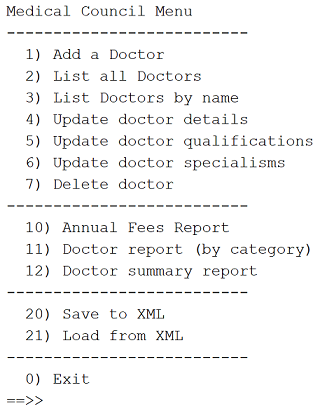 Medical Council Menu
--------------------------
1) Add a Doctor
2) List all Doctors
3) List Doctors by name
4) Update doctor details
5) Update doctor qualifications
6) Update doctor specialisms
7) Delete doctor
--------------------------
10) Annual Fees Report
11) Doctor report (by category)
12) Doctor summary report
--------------------------
20) Save to XML
21) Load from XML
--------------------------
0) Exit
==>>